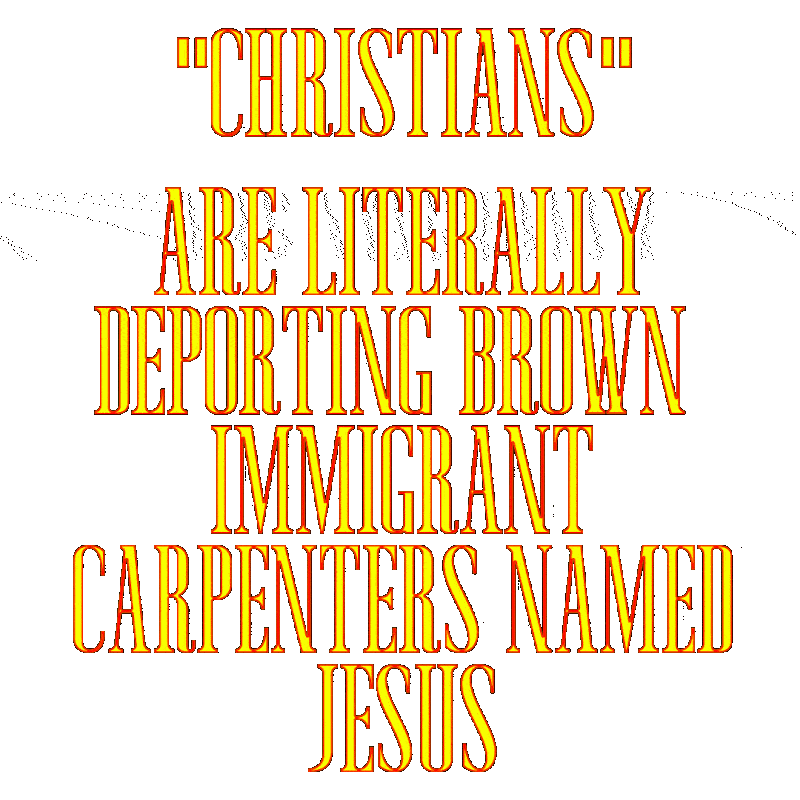 "CHRISTIANS"
ARE LITERALLY
DEPORTING BROWN
IMMIGRANT
CARPENTERS NAMED
JESUS